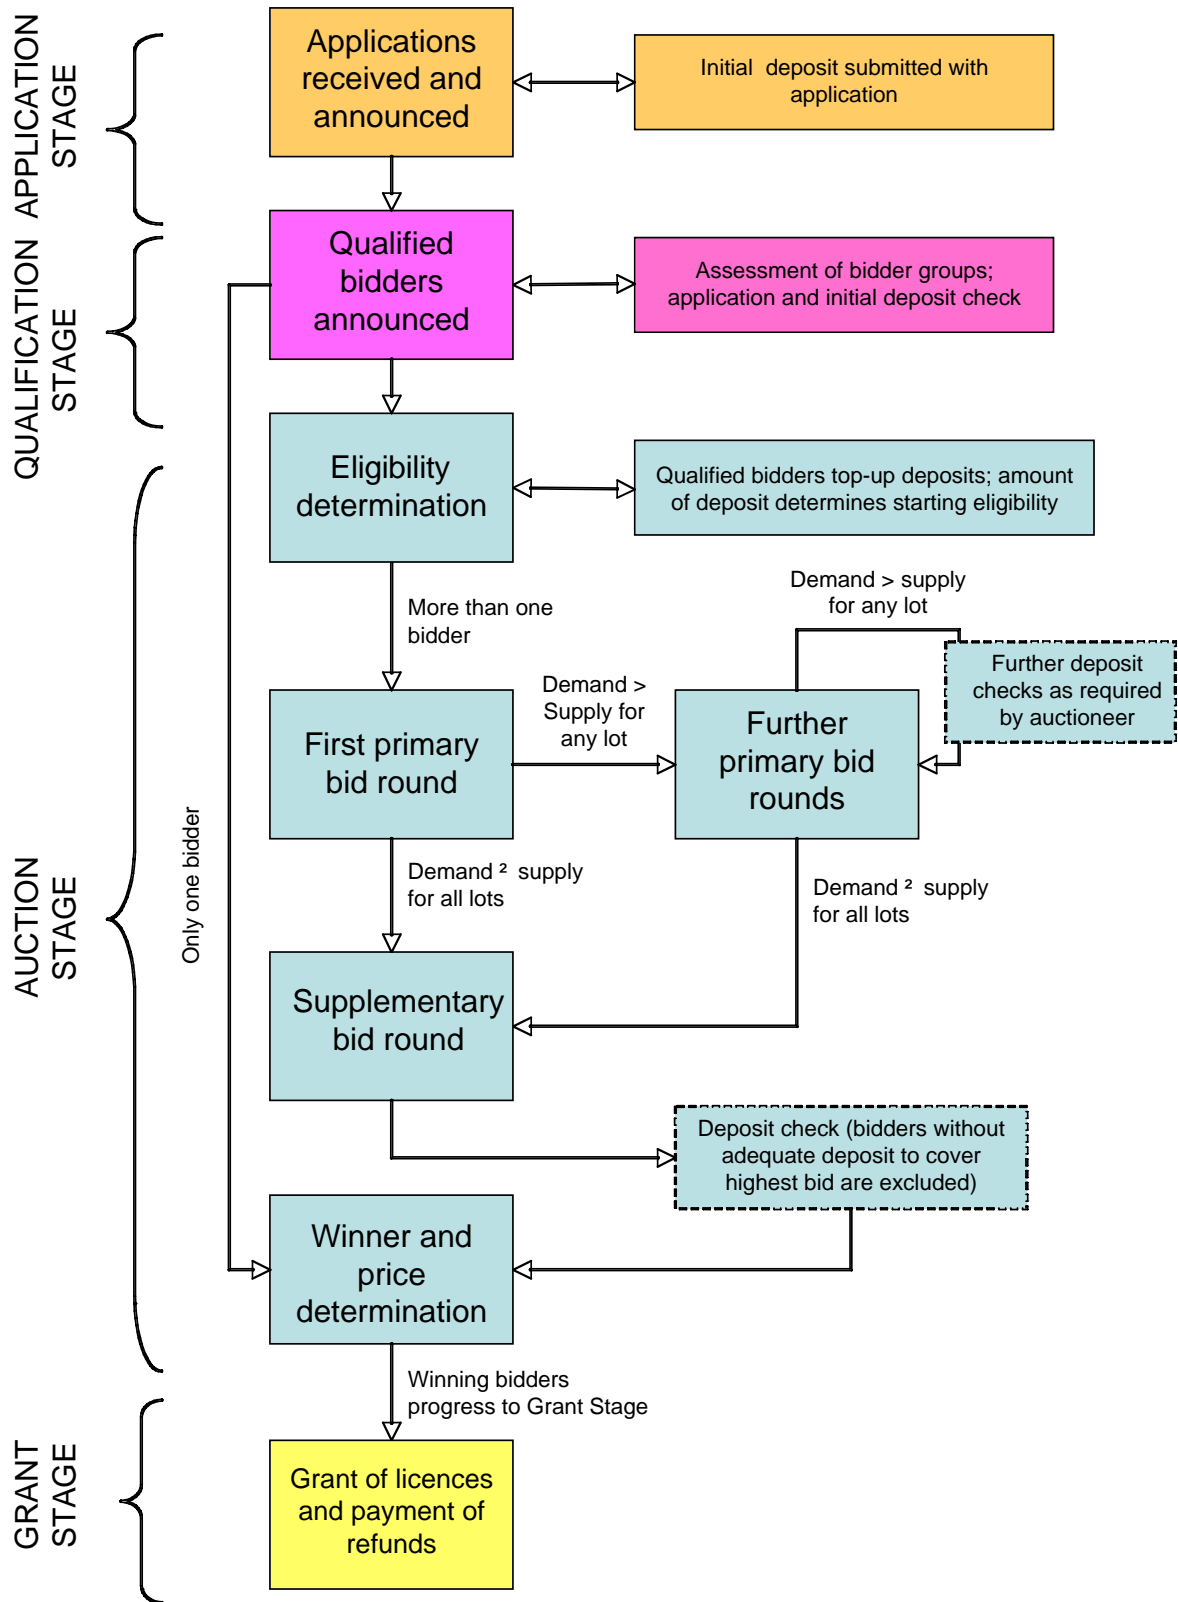 APPLICATION
STAGE
Applications
received and
announced
Initial deposit submitted with
application
QUALIFICATION
STAGE
Qualified
bidders
announced
Assessment of bidder groups;
application and initial deposit check
AUCTION
STAGE
Eligibility
determination
Qualified bidders top-up deposits; amount
of deposit determines starting eligibility
More than one
bidder
Demand > supply
for any lot
Further deposit
checks as required
by auctioneer
First primary
bid round
Demand >
Supply for
any lot
Further
primary bid
rounds
Only one bidder
Demand ² supply
for all lots
Demand ² supply
for all lots
Supplementary
bid round
Deposit check (bidders without
adequate deposit to cover
highest bid are excluded)
Winner and
price
determination
Winning bidders
progress to Grant Stage
GRANT
STAGE
Grant of licences
and payment of
refunds